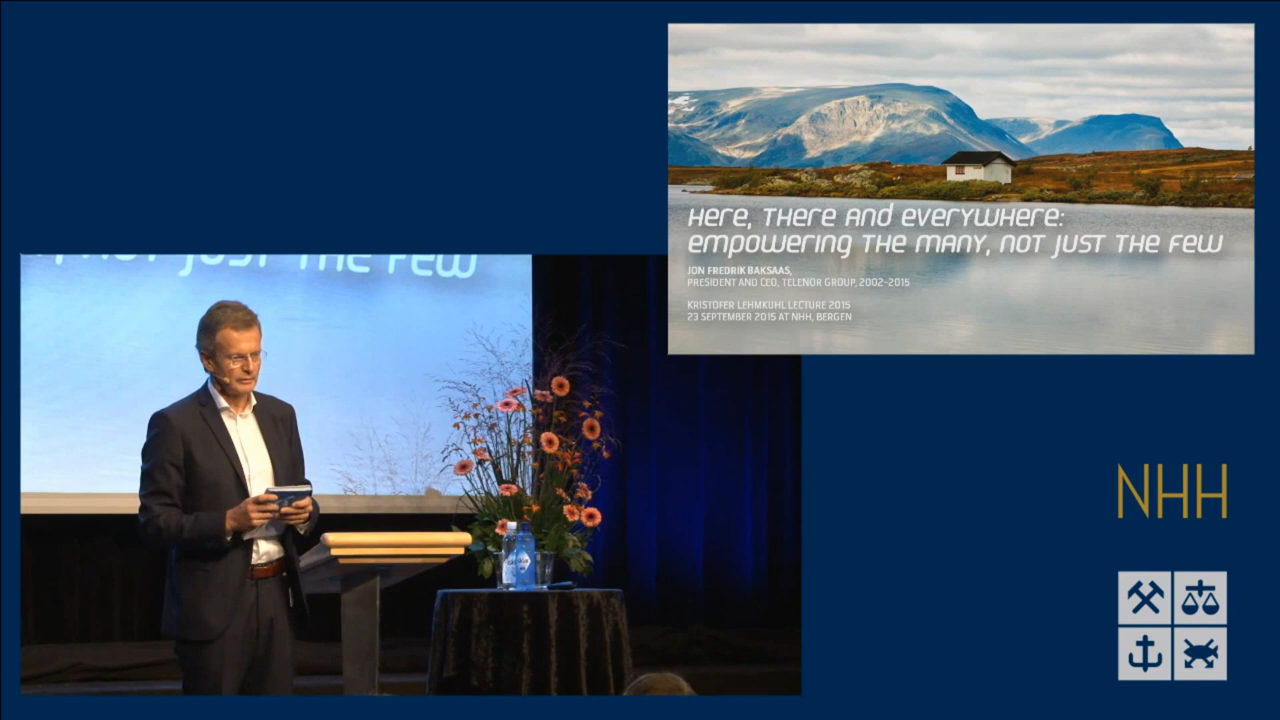 Here, there and everywhere:
empowering the many, not just the few
JON FREDRIK BAKSAAS,
PRESIDENT AND CEO, TELENOR GROUP, 2002-2015
KRISTOFER LEHMKUHL LECTURE 2015
23 SEPTEMBER 2015 AT NHH, BERGEN
not just the few
NHH